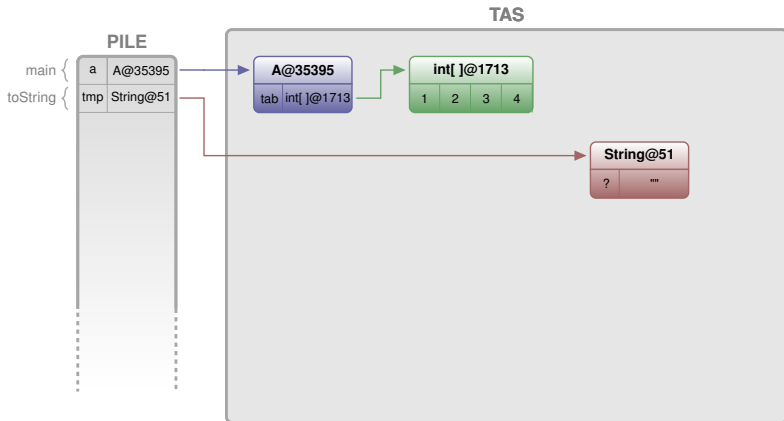 TAS
PILE
main { a A@35395
toString { tmp String@51
A@35395
tab int[ ]@1713
int[ ]@1713
1 2 3 4
String@51
? ""